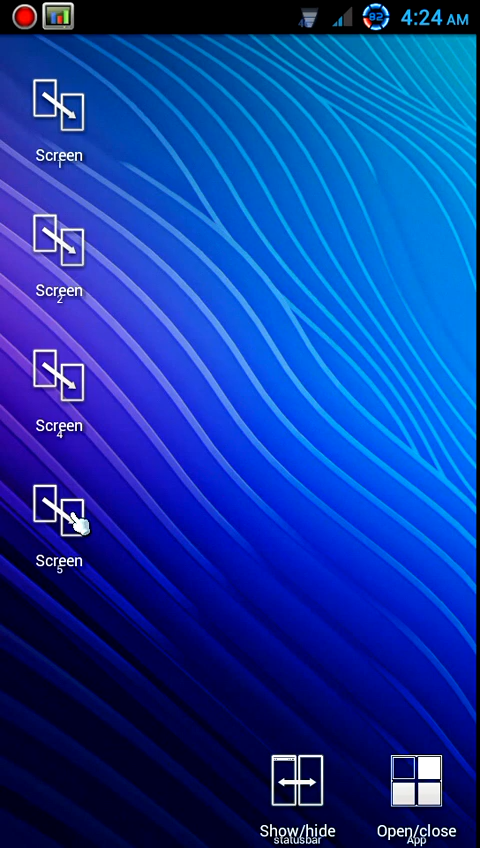 82
4:24 AM
Screen
1
Screen
2
Screen
4
Screen
5
Show/hide
statusbar
Open/close
App